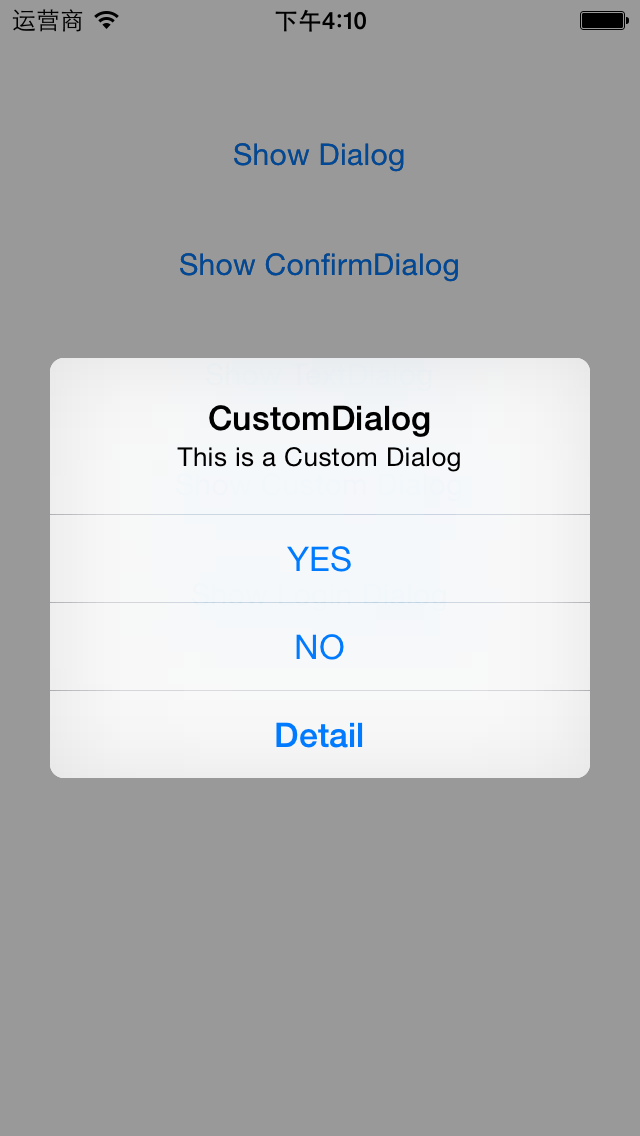 运营商
下午4:10
Show Dialog
Show ConfirmDialog
CustomDialog
This is a Custom Dialog
YES
NO
Detail